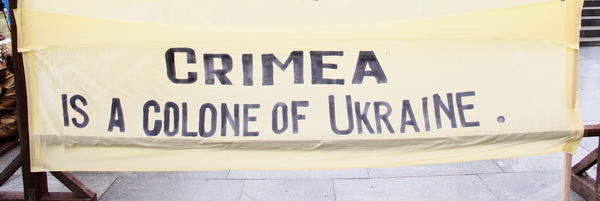 CRIMEA
IS A COLONE OF UKRAINE .